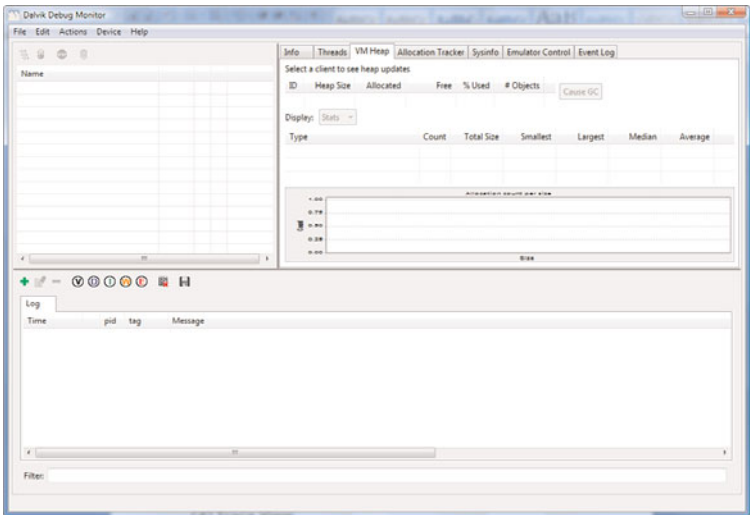 Dalvik Debug Monitor
File Edit Actions Device Help
Info Threads VM Heap Allocation Tracker Sysinfo Emulator Control Event Log
Name
Select a client to see heap updates
ID Heap Size Allocated Free % Used # Objects
Cause GC
Display: Stats
Type Count Total Size Smallest Largest Median Average
Allocation count per size
1.00
0.75
0.50
0.25
0.00
Count
Size
V D I W E
Log
Time pid tag Message
Filter: